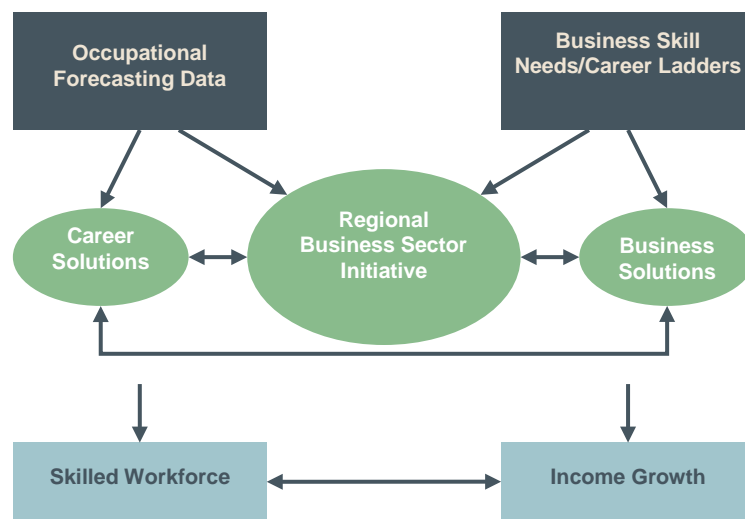 Occupational
Forecasting Data
Business Skill
Needs/Career Ladders
Career
Solutions
Regional
Business Sector
Initiative
Business
Solutions
Skilled Workforce
Income Growth